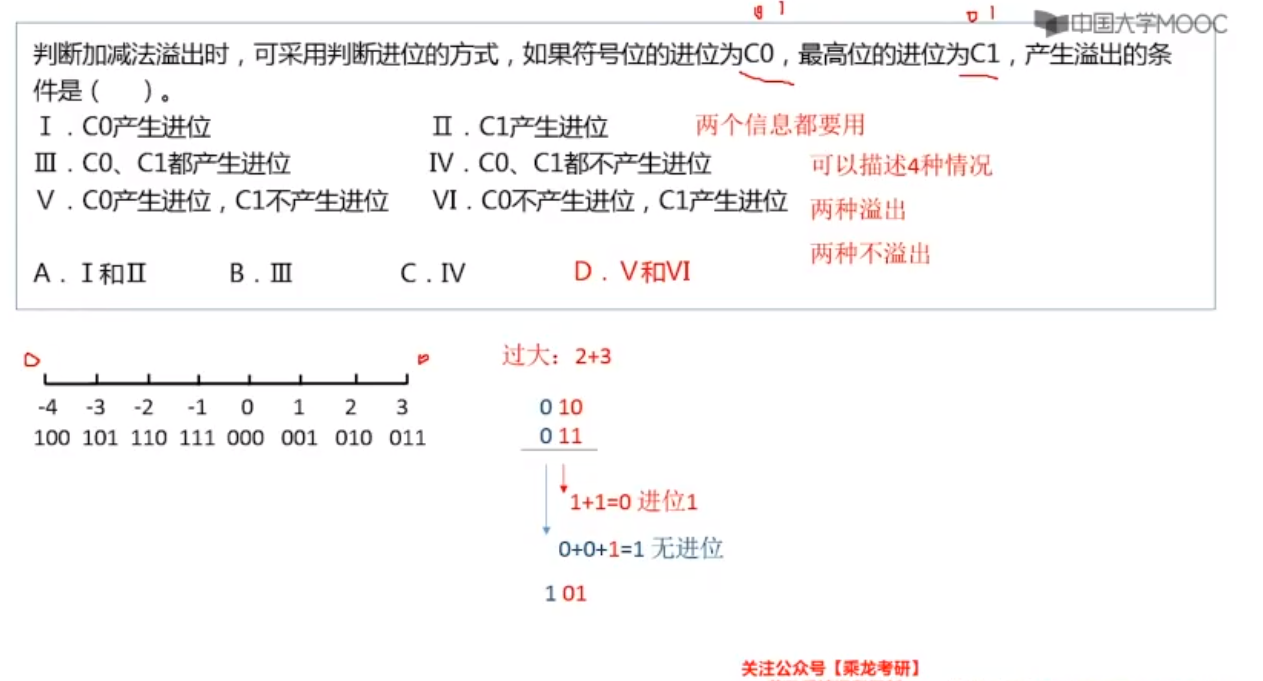 中国大学MOOC
判断加减法溢出时，可采用判断进位的方式，如果符号位的进位为C0，最高位的进位为C1，产生溢出的条
件是（　　）。
Ⅰ．C0产生进位　Ⅱ．C1产生进位　两个信息都要用
Ⅲ．C0、C1都产生进位　Ⅳ．C0、C1都不产生进位　可以描述4种情况
Ⅴ．C0产生进位，C1不产生进位　Ⅵ．C0不产生进位，C1产生进位　两种溢出
两种不溢出
A．Ⅰ和Ⅱ　B．Ⅲ　C．Ⅳ　D．Ⅴ和Ⅵ
过大：2+3
-4 -3 -2 -1 0 1 2 3
100 101 110 111 000 001 010 011
0 10
0 11
1+1=0 进位1
0+0+1=1 无进位
1 01
关注公众号【乘龙考研】